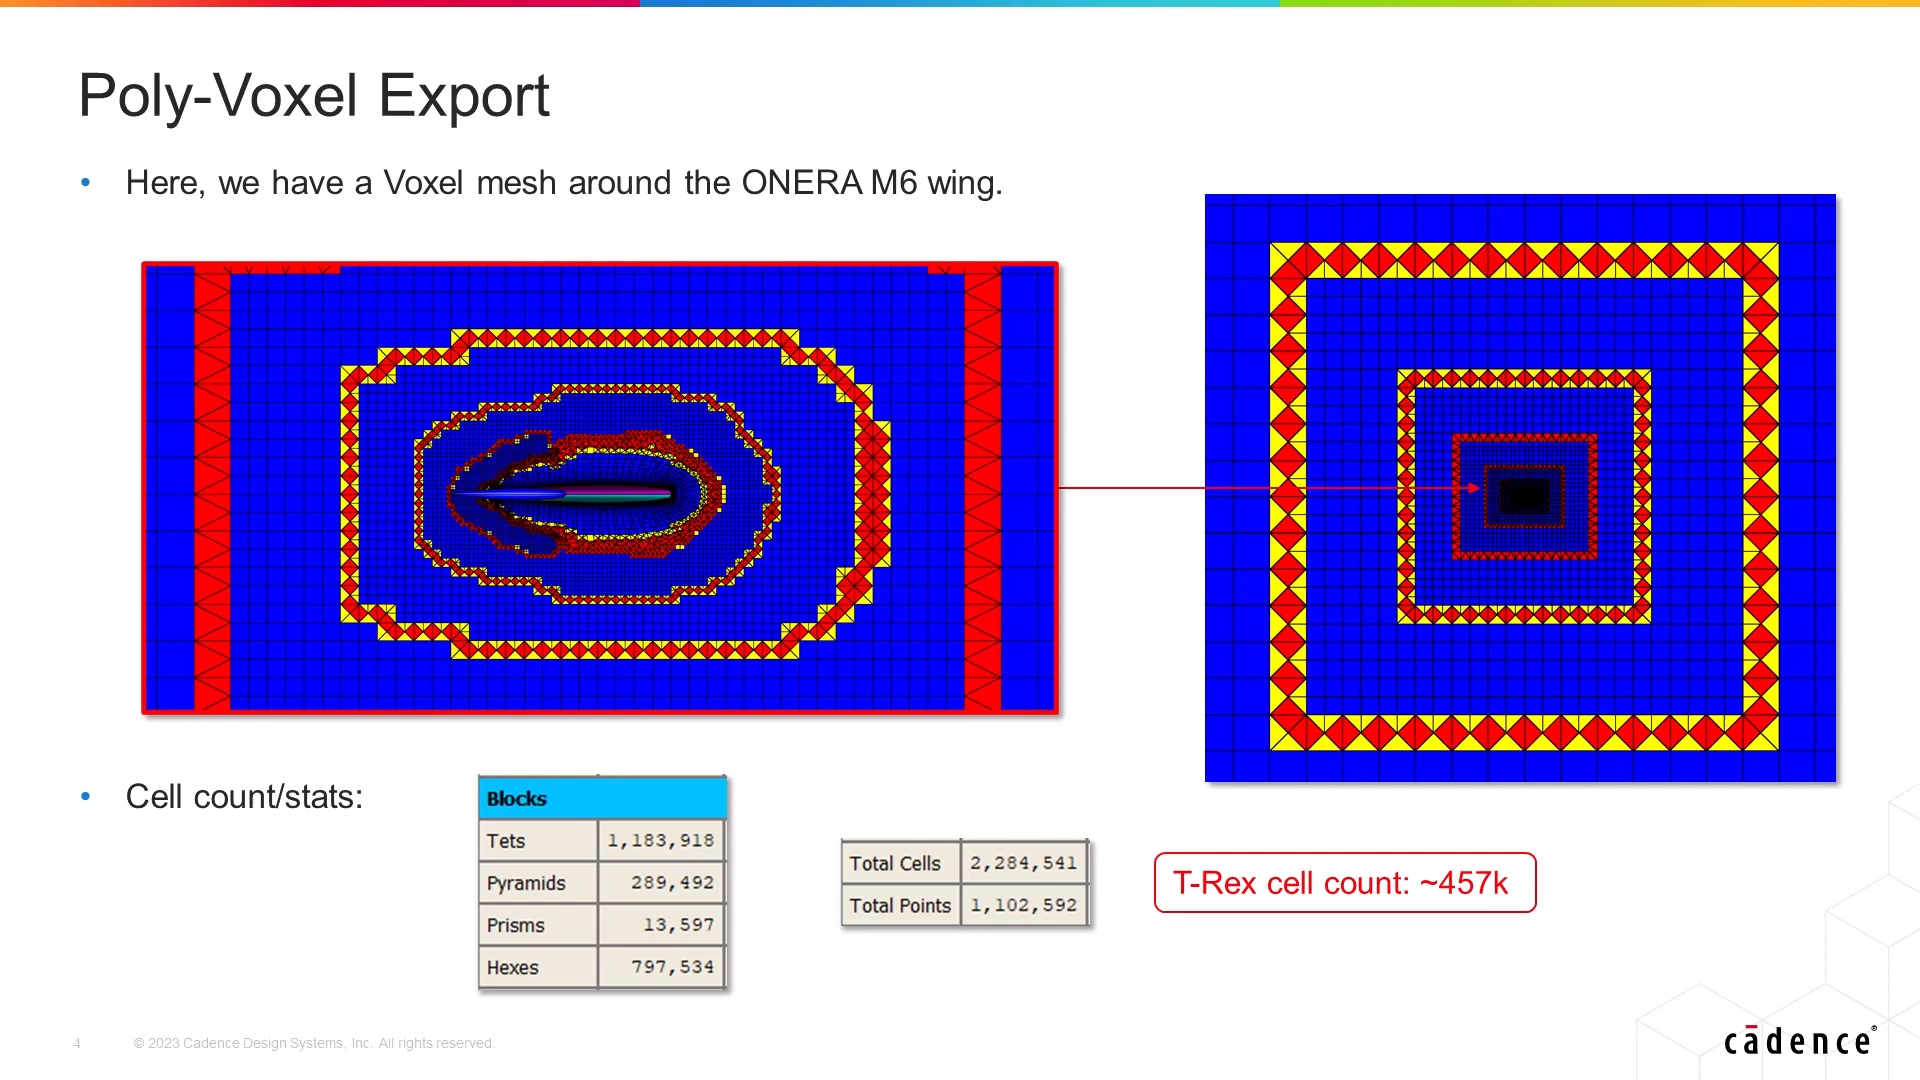 Poly-Voxel Export
• Here, we have a Voxel mesh around the ONERA M6 wing.
• Cell count/stats:
Blocks
Tets 1,183,918
Pyramids 289,492
Prisms 13,597
Hexes 797,534
Total Cells 2,284,541
Total Points 1,102,592
T-Rex cell count: ~457k
4 © 2023 Cadence Design Systems, Inc. All rights reserved.
cādence®